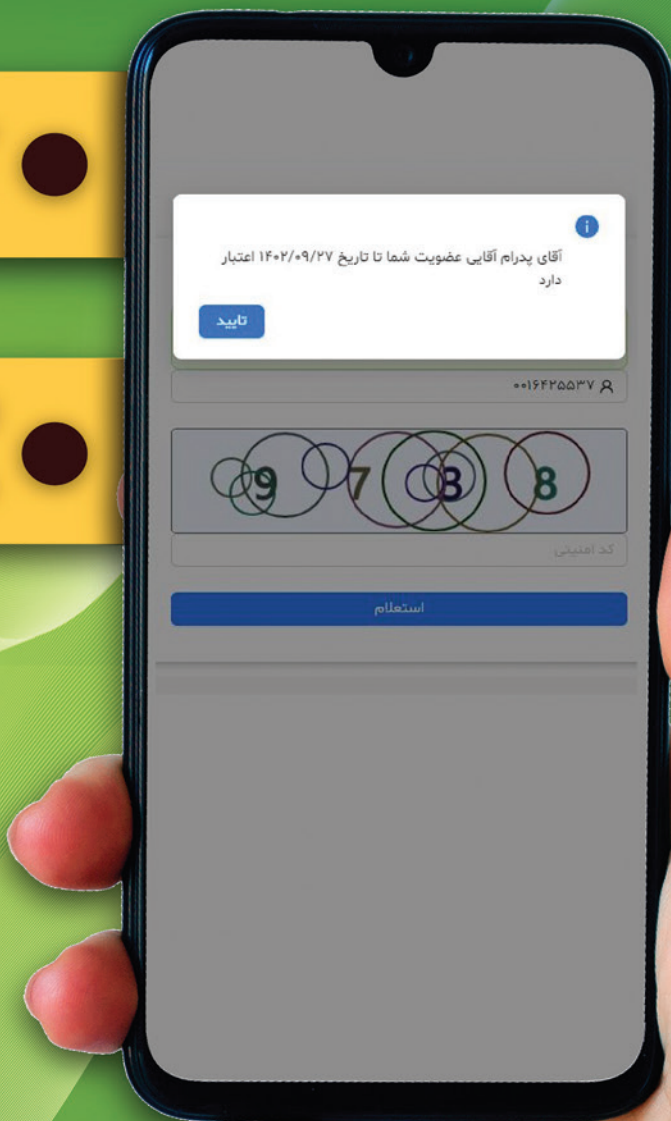 آقای پدرام آقایی عضویت شما تا تاریخ ۱۴۰۲/۰۹/۲۷ اعتبار
دارد
تایید
۰۰۱۶۴۲۵۵۳۷
9 7 3 8
کد امنیتی
استعلام